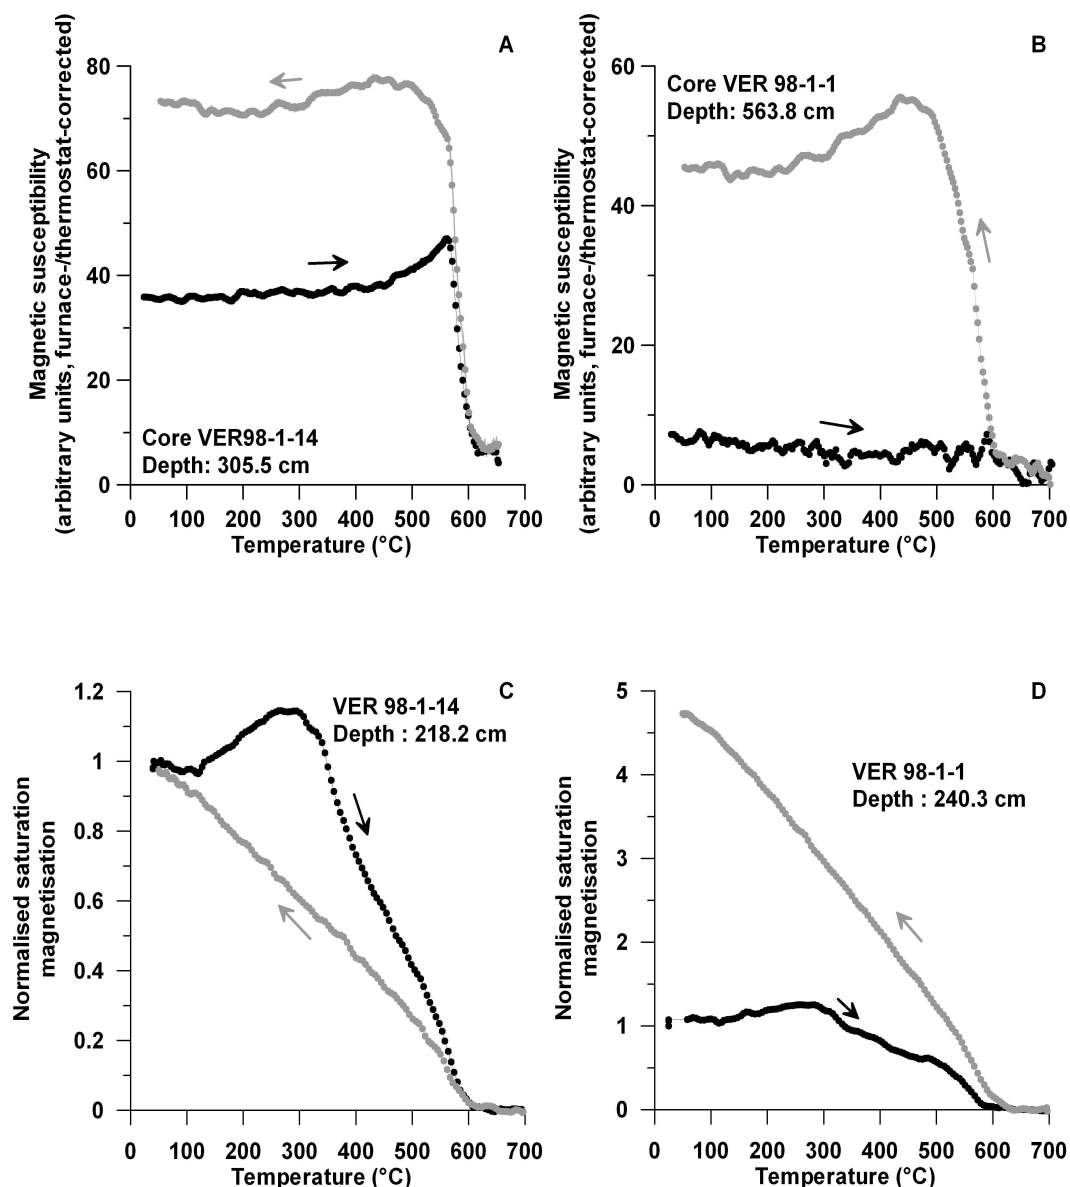 A
Magnetic susceptibility
(arbitrary units, furnace-/thermostat-corrected)
80
60
40
20
0
Core VER98-1-14
Depth: 305.5 cm
0 100 200 300 400 500 600 700
Temperature (°C)
B
Magnetic susceptibility
(arbitrary units, furnace-/thermostat-corrected)
60
40
20
0
Core VER 98-1-1
Depth: 563.8 cm
0 100 200 300 400 500 600 700
Temperature (°C)
C
Normalised saturation
magnetisation
1.2
1
0.8
0.6
0.4
0.2
0
VER 98-1-14
Depth : 218.2 cm
0 100 200 300 400 500 600 700
Temperature (°C)
D
Normalised saturation
magnetisation
5
4
3
2
1
0
VER 98-1-1
Depth : 240.3 cm
0 100 200 300 400 500 600 700
Temperature (°C)